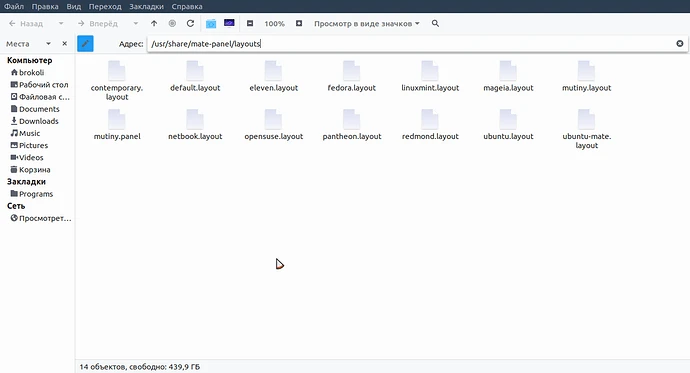 Файл Правка Вид Переход Закладки Справка
Назад Вперёд 100% Просмотр в виде значков
Места Адрес: /usr/share/mate-panel/layouts
Компьютер
brokoli
Рабочий стол
Файловая с...
Documents
Downloads
Music
Pictures
Videos
Корзина
Закладки
Programs
Сеть
Просмотрет...
contemporary.
layout
default.layout
eleven.layout
fedora.layout
linuxmint.layout
mageia.layout
mutiny.layout
mutiny.panel
netbook.layout
opensuse.layout
pantheon.layout
redmond.layout
ubuntu.layout
ubuntu-mate.
layout
14 объектов, свободно: 439,9 ГБ